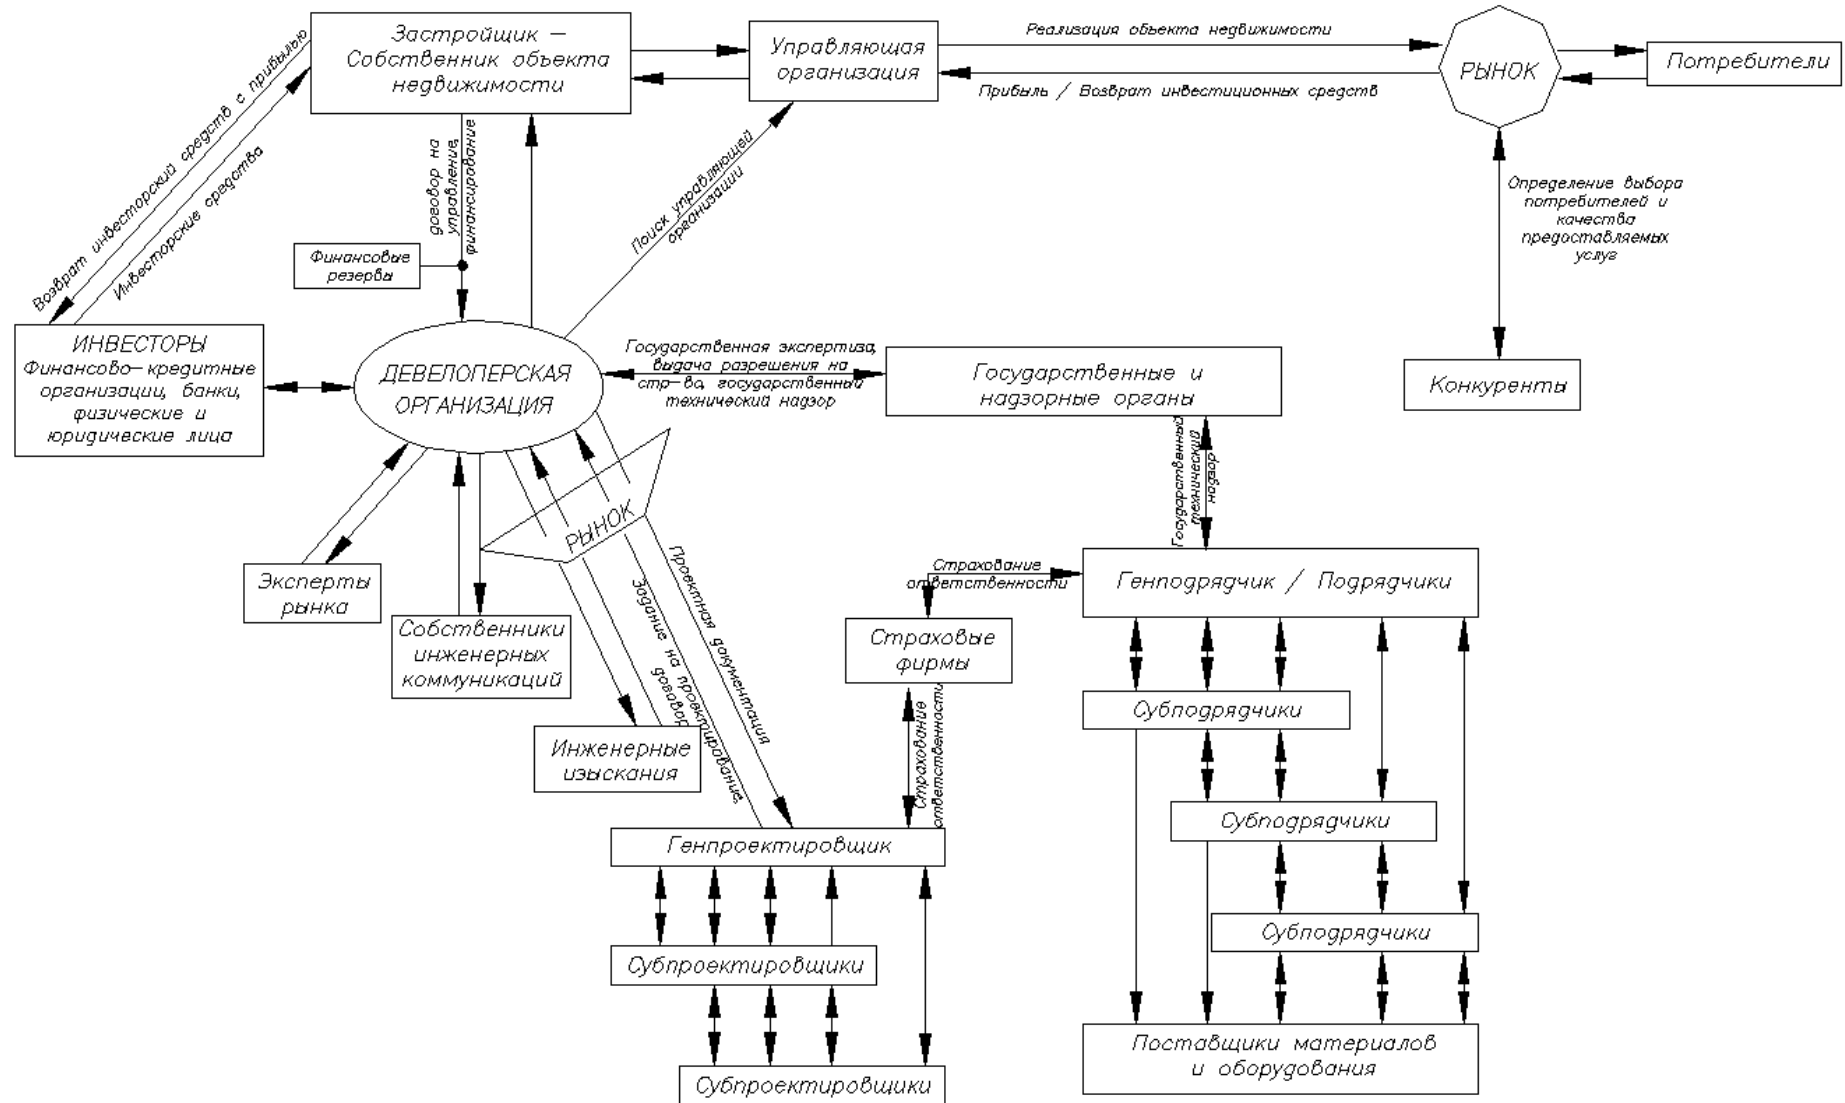 Застройщик —
Собственник объекта
недвижимости
Управляющая
организация
Реализация объекта недвижимости
Прибыль / Возврат инвестиционных средств
РЫНОК
Потребители
Возврат инвесторских средств с прибылью
Инвесторские средства
договор на
управление,
финансирование
Финансовые
резервы
Поиск управляющей
организации
Определение выбора
потребителей и
качества
предоставляемых
услуг
ИНВЕСТОРЫ
Финансово-кредитные
организации, банки,
физические и
юридические лица
ДЕВЕЛОПЕРСКАЯ
ОРГАНИЗАЦИЯ
Государственная экспертиза,
выдача разрешения на
стр-ва, государственный
технический надзор
Государственные и
надзорные органы
Конкуренты
Государственный
технический
надзор
РЫНОК
Эксперты
рынка
Собственники
инженерных
коммуникаций
Задание на проектирование,
договор
Проектная документация
Инженерные
изыскания
Страхование
ответственности
Страховые
фирмы
Страхование
ответственности
Генподрядчик / Подрядчики
Субподрядчики
Субподрядчики
Субподрядчики
Поставщики материалов
и оборудования
Генпроектировщик
Субпроектировщики
Субпроектировщики